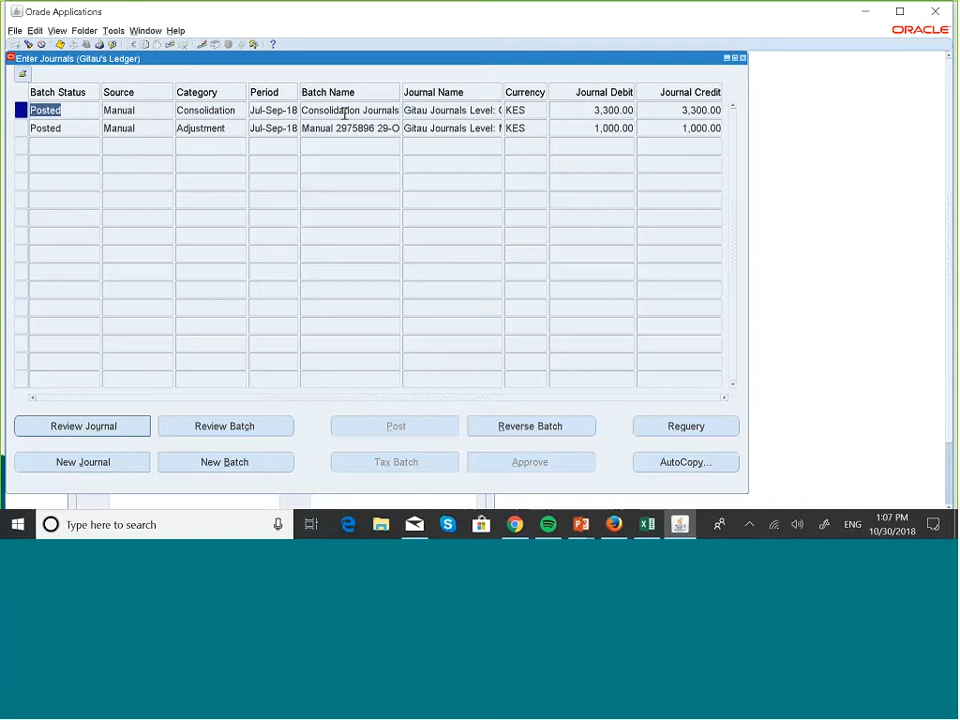 Oracle Applications
File Edit View Folder Tools Window Help
ORACLE
Enter Journals (Gitau's Ledger)
Batch Status Source Category Period Batch Name Journal Name Currency Journal Debit Journal Credit
Posted Manual Consolidation Jul-Sep-18 Consolidation Journals Gitau Journals Level: KES 3,300.00 3,300.00
Posted Manual Adjustment Jul-Sep-18 Manual 2975896 29-O Gitau Journals Level: KES 1,000.00 1,000.00
Review Journal Review Batch Post Reverse Batch Requery
New Journal New Batch Tax Batch Approve AutoCopy...
Type here to search
ENG
1:07 PM
10/30/2018